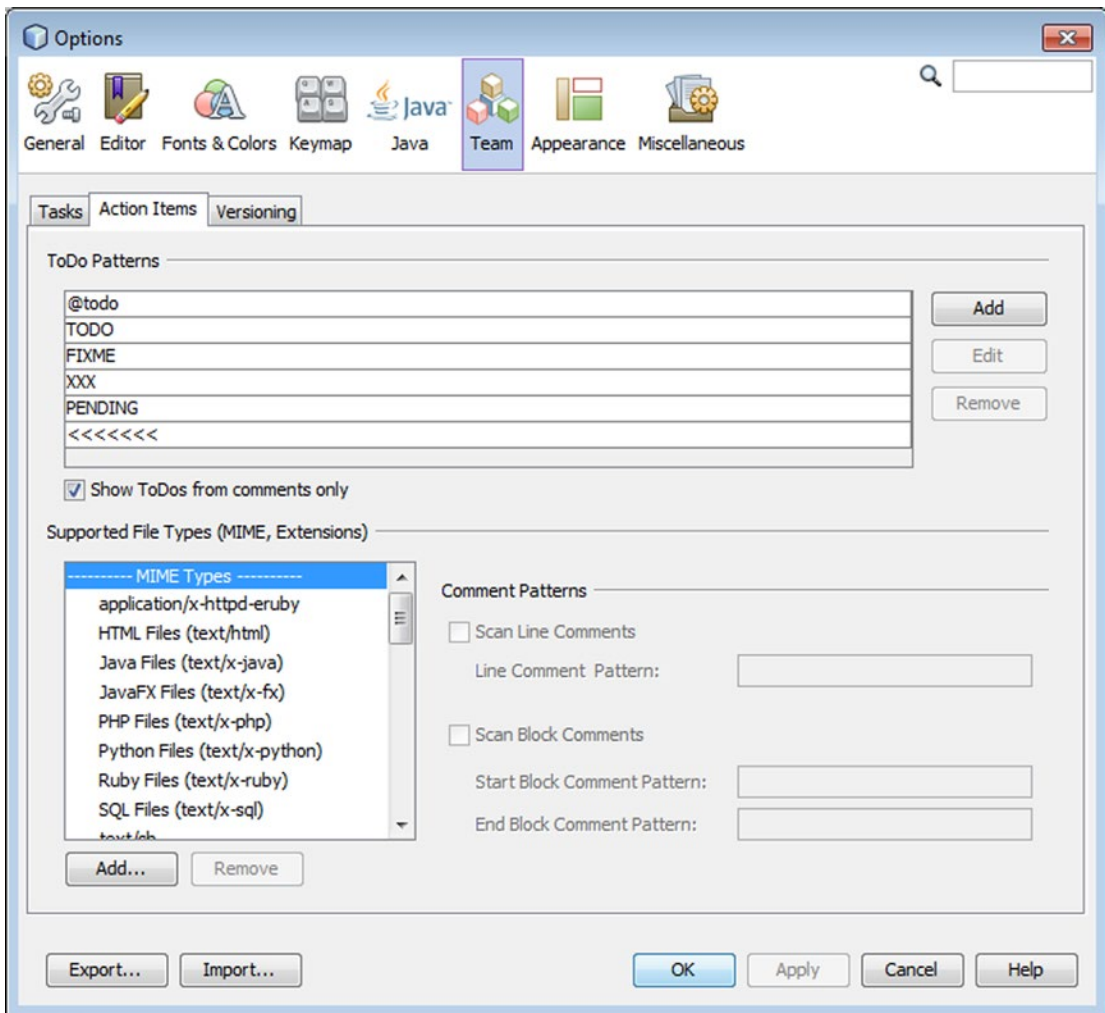 Options
General Editor Fonts & Colors Keymap Java Team Appearance Miscellaneous
Java
Tasks Action Items Versioning
ToDo Patterns
@todo
TODO
FIXME
XXX
PENDING
<<<<<<<
Add
Edit
Remove
Show ToDos from comments only
Supported File Types (MIME, Extensions)
---------- MIME Types ----------
application/x-httpd-eruby
HTML Files (text/html)
Java Files (text/x-java)
JavaFX Files (text/x-fx)
PHP Files (text/x-php)
Python Files (text/x-python)
Ruby Files (text/x-ruby)
SQL Files (text/x-sql)
text/sh
Add... Remove
Comment Patterns
Scan Line Comments
Line Comment Pattern:
Scan Block Comments
Start Block Comment Pattern:
End Block Comment Pattern:
Export... Import... OK Apply Cancel Help